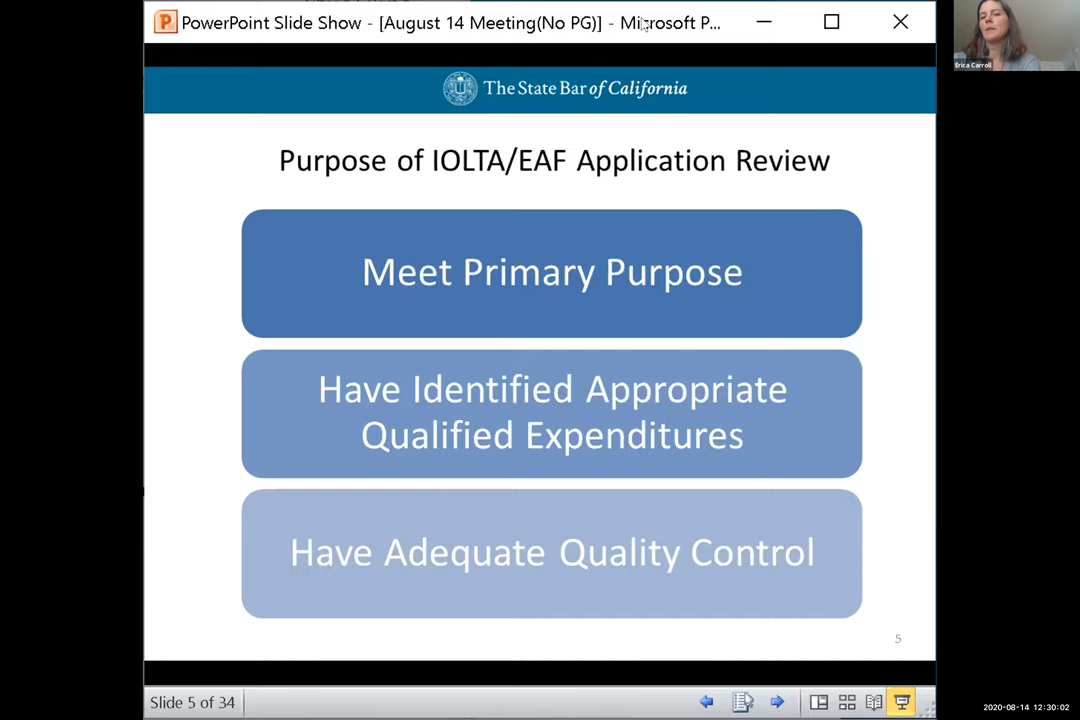 PowerPoint Slide Show - [August 14 Meeting(No PG)] - Microsoft P...
Erica Carroll
The State Bar of California
Purpose of IOLTA/EAF Application Review
Meet Primary Purpose
Have Identified Appropriate
Qualified Expenditures
Have Adequate Quality Control
5
Slide 5 of 34
2020-08-14 12:30:02